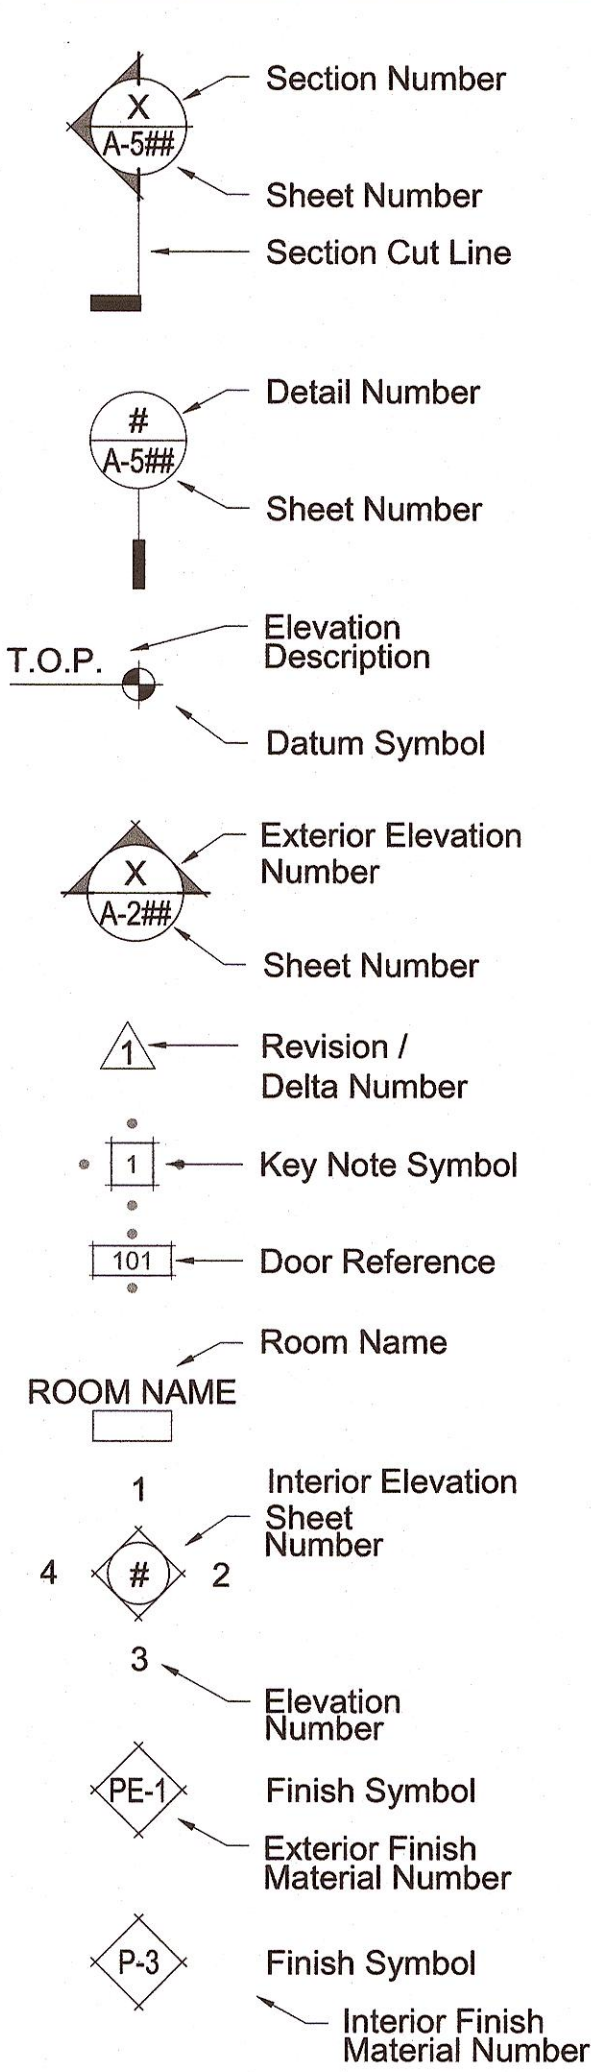 X
A-5##
Section Number
Sheet Number
Section Cut Line
#
A-5##
Detail Number
Sheet Number
T.O.P.
Elevation
Description
Datum Symbol
X
A-2##
Exterior Elevation
Number
Sheet Number
1
Revision /
Delta Number
1
Key Note Symbol
101
Door Reference
Room Name
ROOM NAME
1
4
#
2
3
Interior Elevation
Sheet
Number
Elevation
Number
PE-1
Finish Symbol
Exterior Finish
Material Number
P-3
Finish Symbol
Interior Finish
Material Number